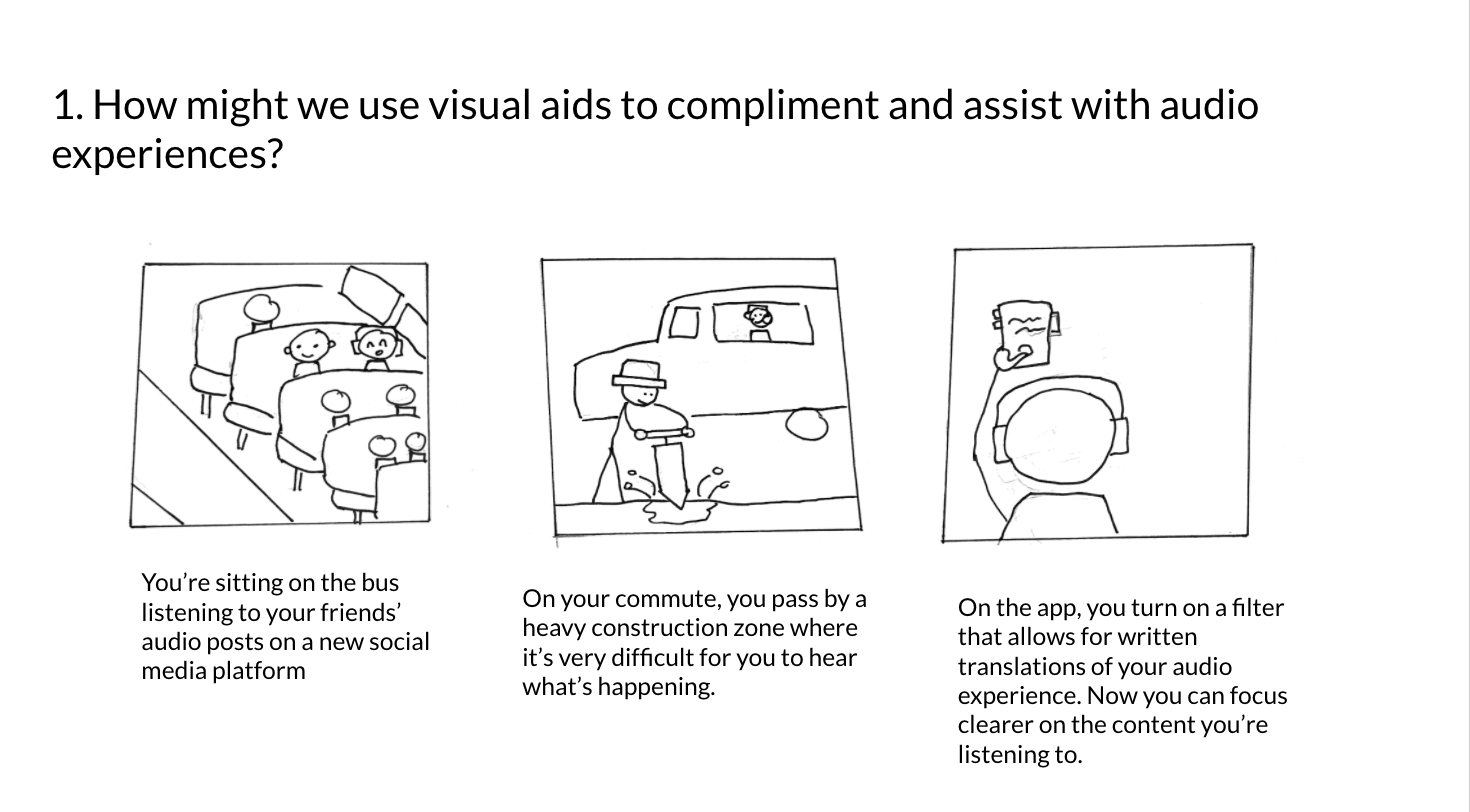 1. How might we use visual aids to compliment and assist with audio
experiences?
You’re sitting on the bus
listening to your friends’
audio posts on a new social
media platform
On your commute, you pass by a
heavy construction zone where
it’s very difficult for you to hear
what’s happening.
On the app, you turn on a filter
that allows for written
translations of your audio
experience. Now you can focus
clearer on the content you’re
listening to.